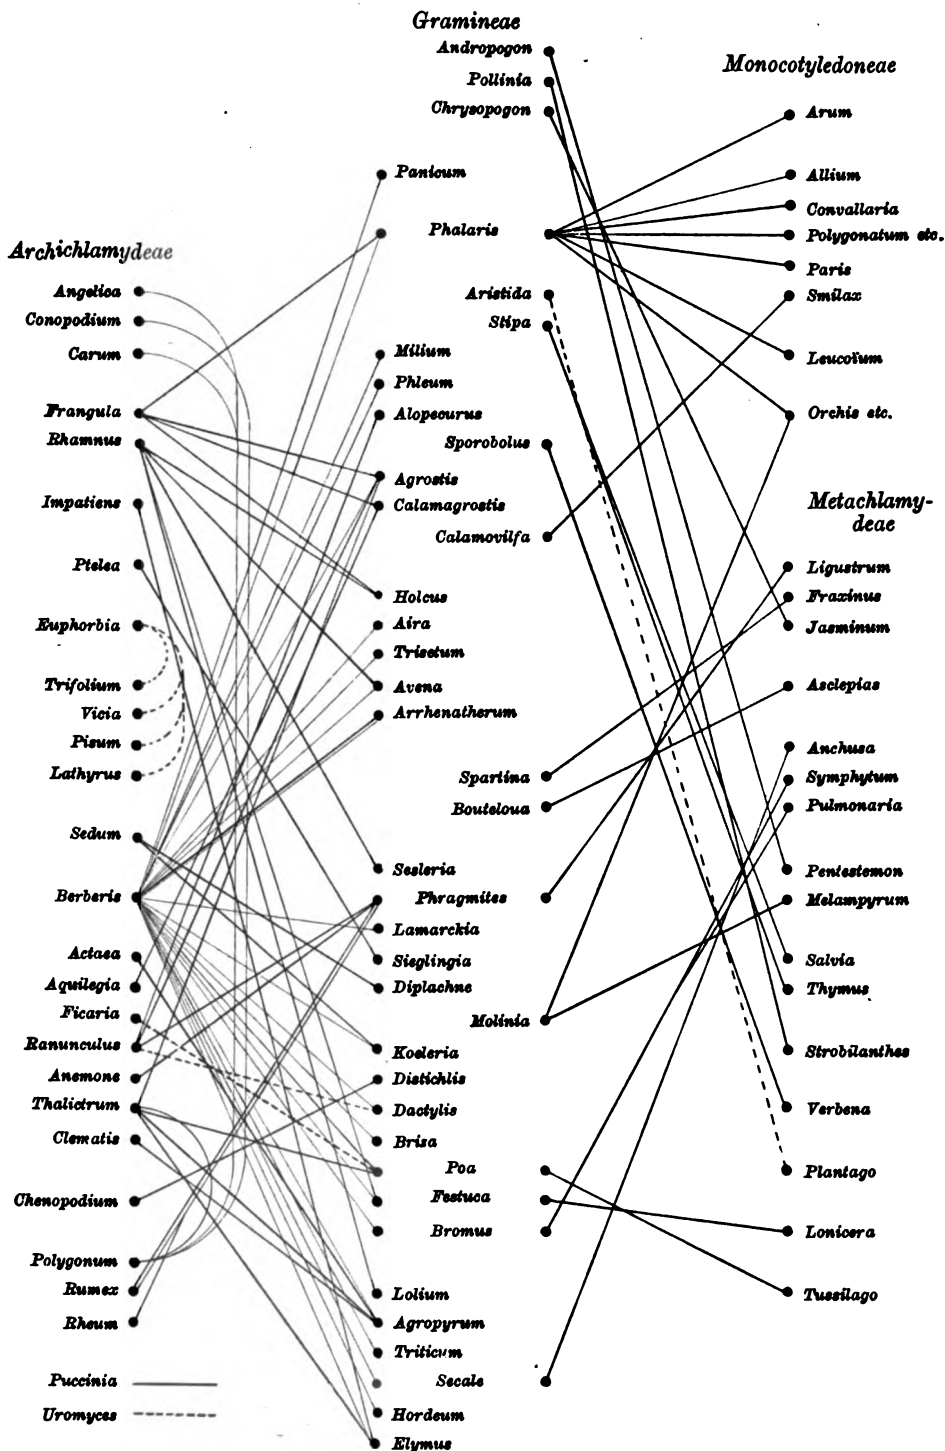 Gramineae
Andropogon
Pollinia
Chrysopogon
Panicum
Phalaris
Aristida
Stipa
Milium
Phleum
Alopecurus
Sporobolus
Agrostis
Calamagrostis
Calamovilfa
Holcus
Aira
Trisetum
Avena
Arrhenatherum
Spartina
Bouteloua
Sesleria
Phragmites
Lamarckia
Sieglingia
Diplachne
Molinia
Koeleria
Distichlis
Dactylis
Briza
Poa
Festuca
Bromus
Lolium
Agropyrum
Triticum
Secale
Hordeum
Elymus
Archichlamydeae
Angelica
Conopodium
Carum
Frangula
Rhamnus
Impatiens
Ptelea
Euphorbia
Trifolium
Vicia
Pisum
Lathyrus
Sedum
Berberis
Actaea
Aquilegia
Ficaria
Ranunculus
Anemone
Thalictrum
Clematis
Chenopodium
Polygonum
Rumex
Rheum
Puccinia
Uromyces
Monocotyledoneae
Arum
Allium
Convallaria
Polygonatum etc.
Paris
Smilax
Leucoïum
Orchis etc.
Metachlamy-
deae
Ligustrum
Fraxinus
Jasminum
Asclepias
Anchusa
Symphytum
Pulmonaria
Pentestemon
Melampyrum
Salvia
Thymus
Strobilanthes
Verbena
Plantago
Lonicera
Tussilago